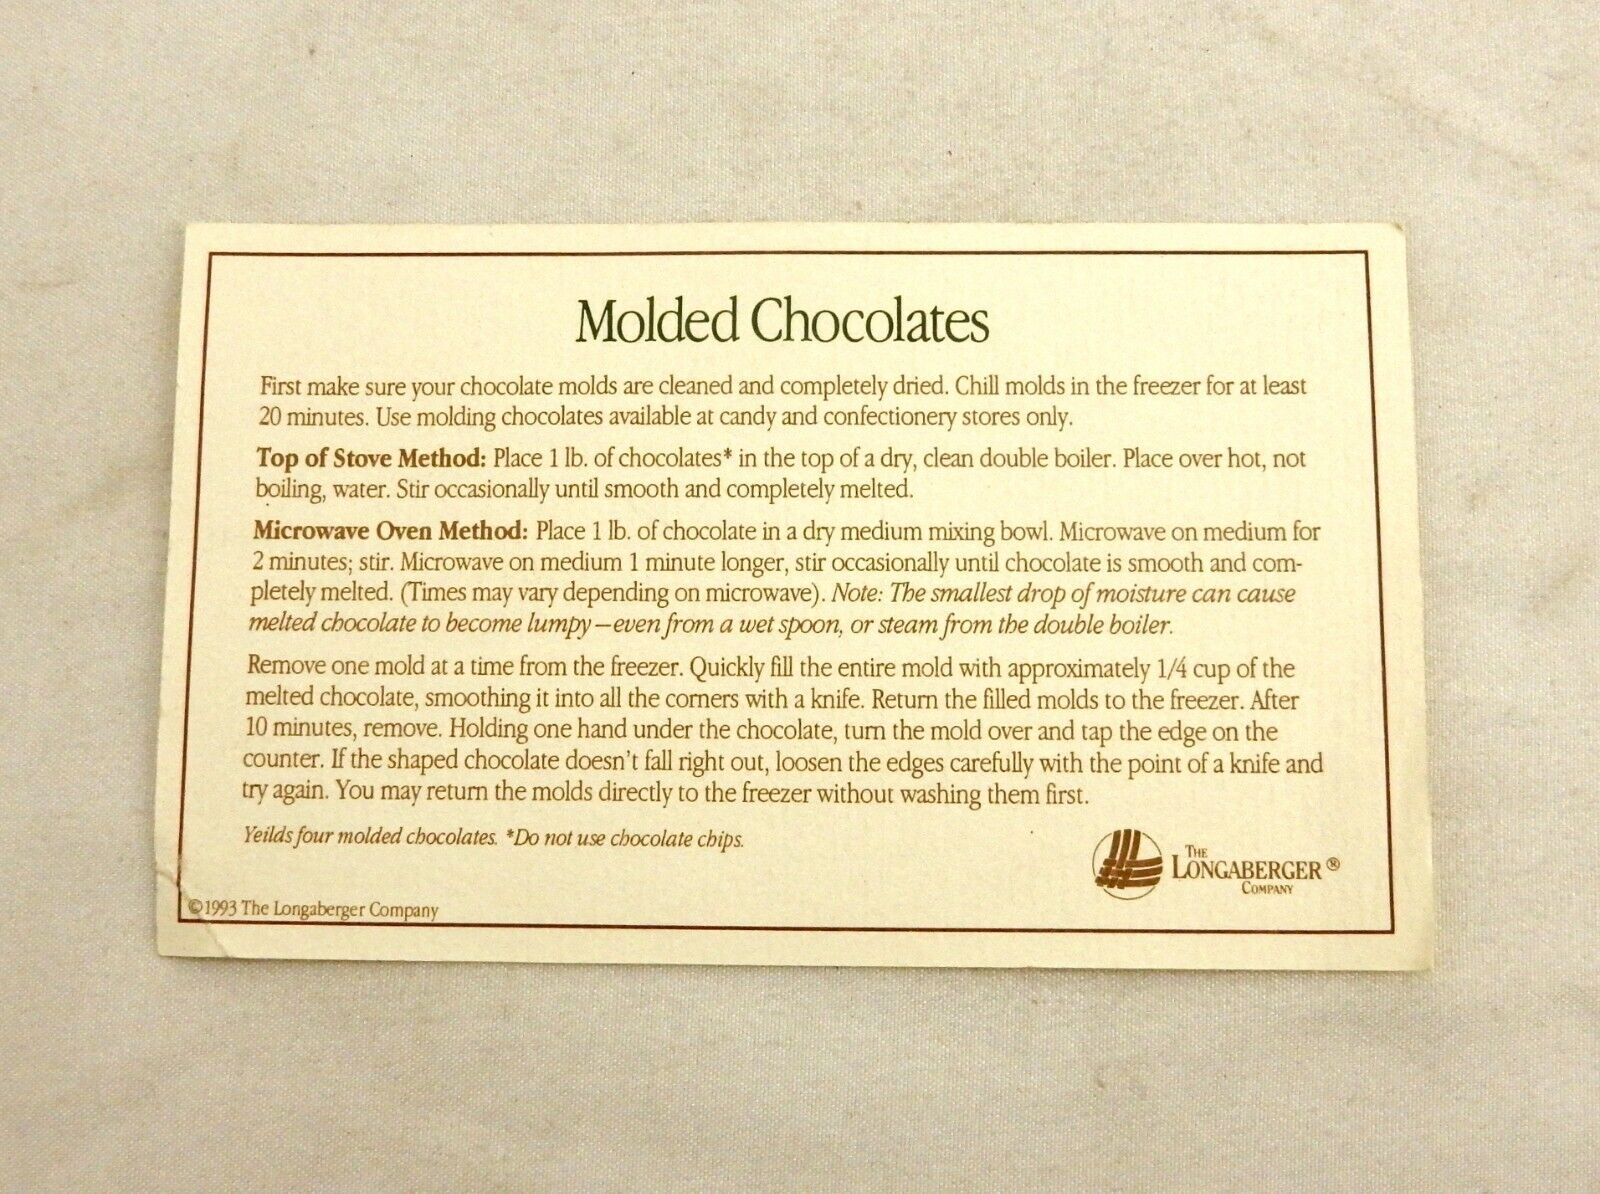 Molded Chocolates
First make sure your chocolate molds are cleaned and completely dried. Chill molds in the freezer for at least
20 minutes. Use molding chocolates available at candy and confectionery stores only.
Top of Stove Method: Place 1 lb. of chocolates* in the top of a dry, clean double boiler. Place over hot, not
boiling, water. Stir occasionally until smooth and completely melted.
Microwave Oven Method: Place 1 lb. of chocolate in a dry medium mixing bowl. Microwave on medium for
2 minutes; stir. Microwave on medium 1 minute longer, stir occasionally until chocolate is smooth and com-
pletely melted. (Times may vary depending on microwave). Note: The smallest drop of moisture can cause
melted chocolate to become lumpy—even from a wet spoon, or steam from the double boiler.
Remove one mold at a time from the freezer. Quickly fill the entire mold with approximately 1/4 cup of the
melted chocolate, smoothing it into all the corners with a knife. Return the filled molds to the freezer. After
10 minutes, remove. Holding one hand under the chocolate, turn the mold over and tap the edge on the
counter. If the shaped chocolate doesn't fall right out, loosen the edges carefully with the point of a knife and
try again. You may return the molds directly to the freezer without washing them first.
Yeilds four molded chocolates. *Do not use chocolate chips.
THE
LONGABERGER®
COMPANY
©1993 The Longaberger Company